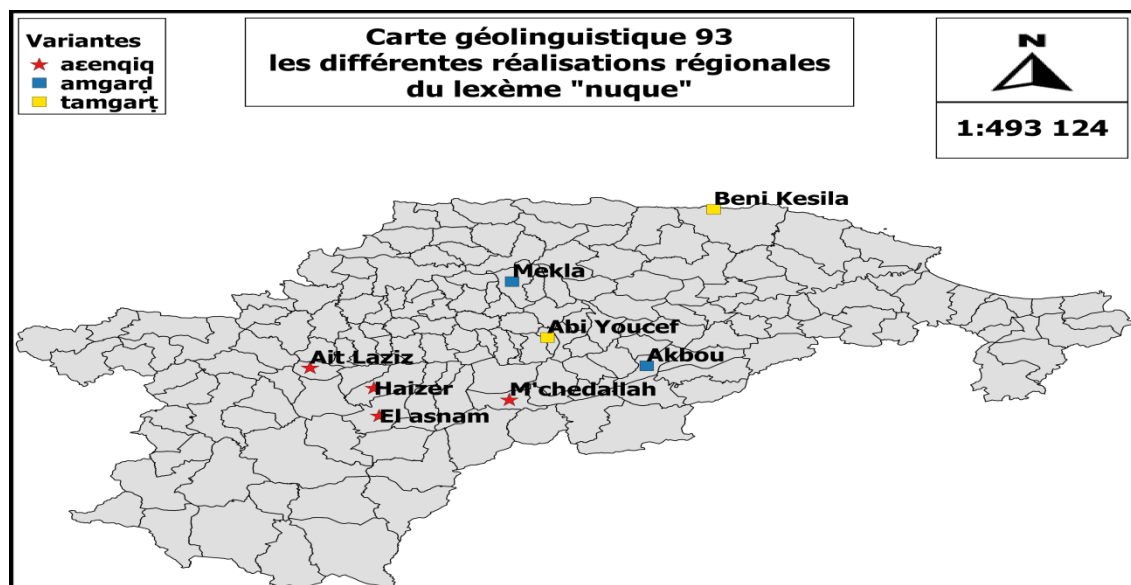 Variantes
aεenqiq
amgarḍ
tamgarṭ
Carte géolinguistique 93
les différentes réalisations régionales
du lexème "nuque"
N
1:493 124
Beni Kesila
Mekla
Abi Youcef
Akbou
Ait Laziz
Haizer
M'chedallah
El asnam